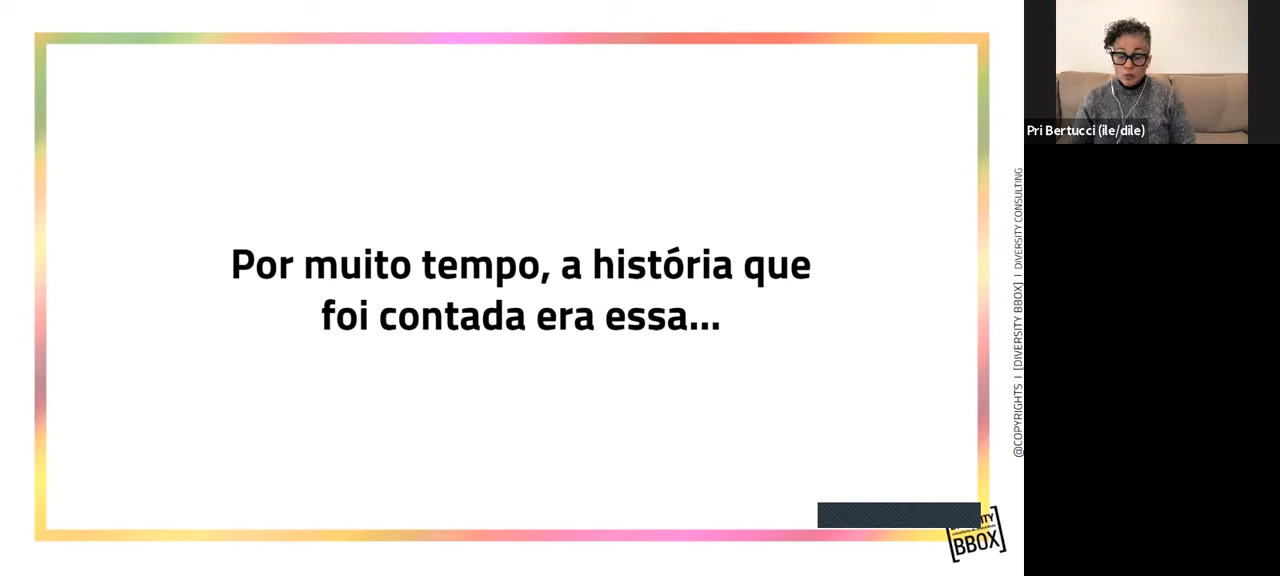 Por muito tempo, a história que
foi contada era essa...
Pri Bertucci (ile/dile)
@COPYRIGHTS I [DIVERSITY BBOX] I DIVERSITY CONSULTING
BBOX]